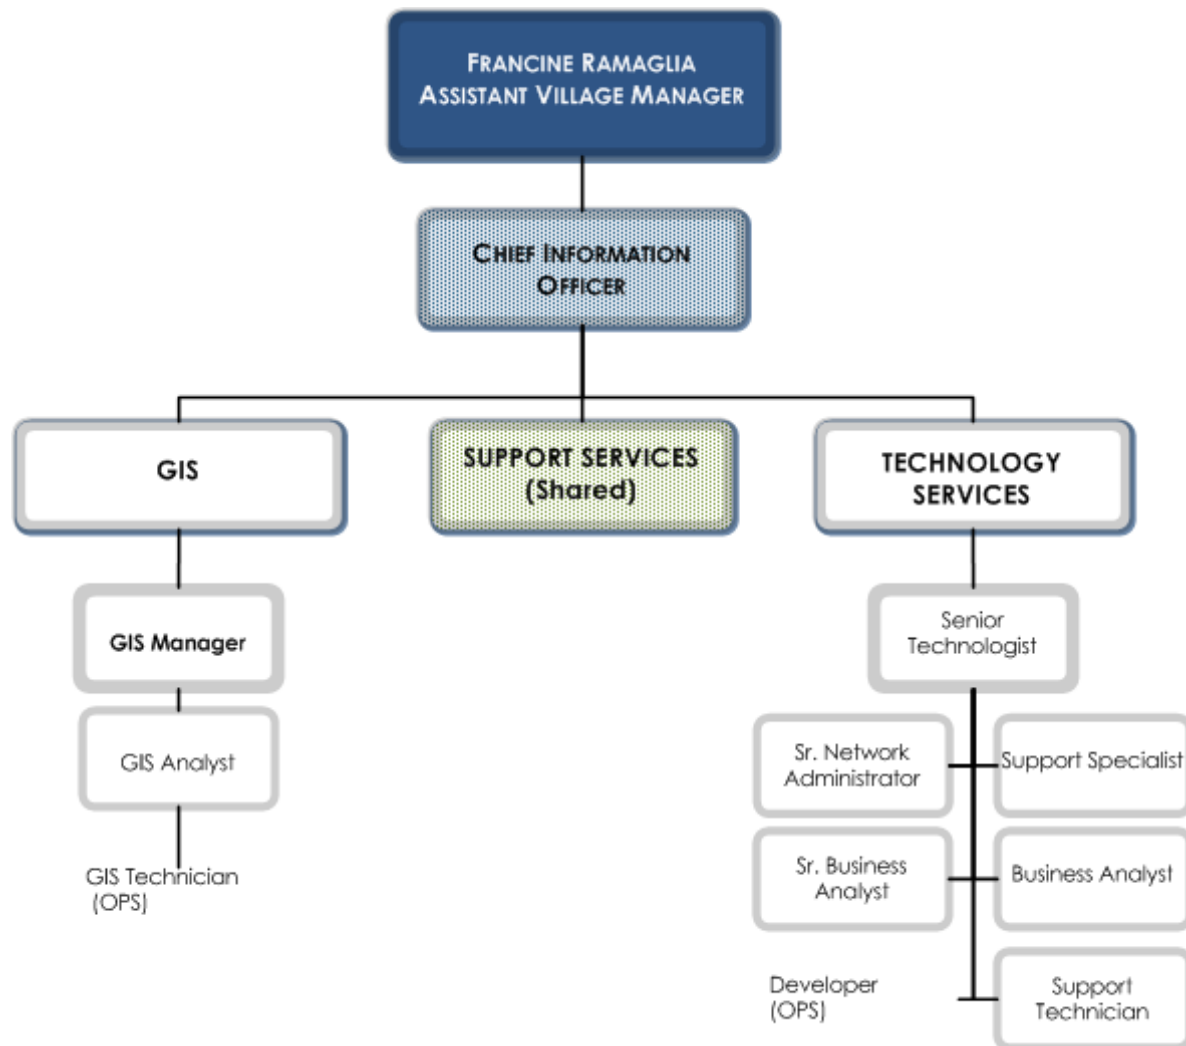 FRANCINE RAMAGLIA
ASSISTANT VILLAGE MANAGER
CHIEF INFORMATION
OFFICER
GIS
SUPPORT SERVICES
(Shared)
TECHNOLOGY
SERVICES
GIS Manager
GIS Analyst
GIS Technician
(OPS)
Senior
Technologist
Sr. Network
Administrator
Support Specialist
Sr. Business
Analyst
Business Analyst
Developer
(OPS)
Support
Technician